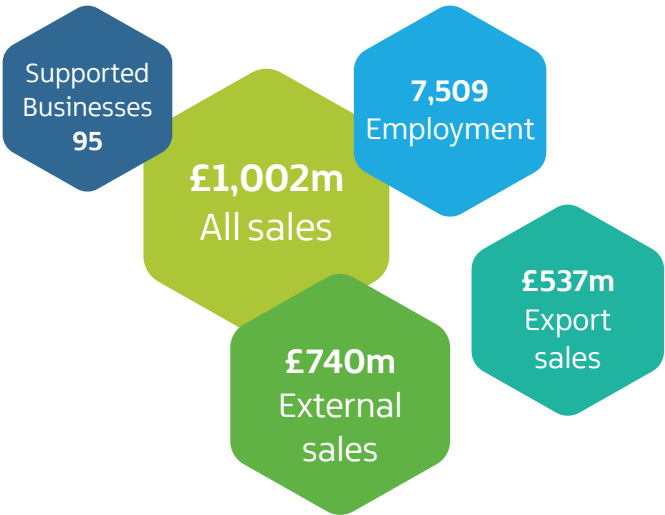 Supported
Businesses
95
7,509
Employment
£1,002m
All sales
£537m
Export
sales
£740m
External
sales